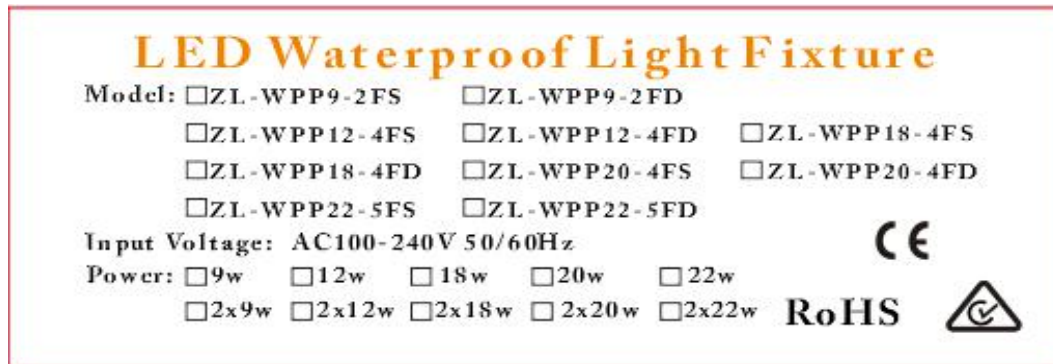 LED Waterproof Light Fixture
Model: □ZL-WPP9-2FS □ZL-WPP9-2FD
□ZL-WPP12-4FS □ZL-WPP12-4FD □ZL-WPP18-4FS
□ZL-WPP18-4FD □ZL-WPP20-4FS □ZL-WPP20-4FD
□ZL-WPP22-5FS □ZL-WPP22-5FD
Input Voltage: AC100-240V 50/60Hz
CE
Power: □9w □12w □18w □20w □22w
□2x9w □2x12w □2x18w □2x20w □2x22w RoHS